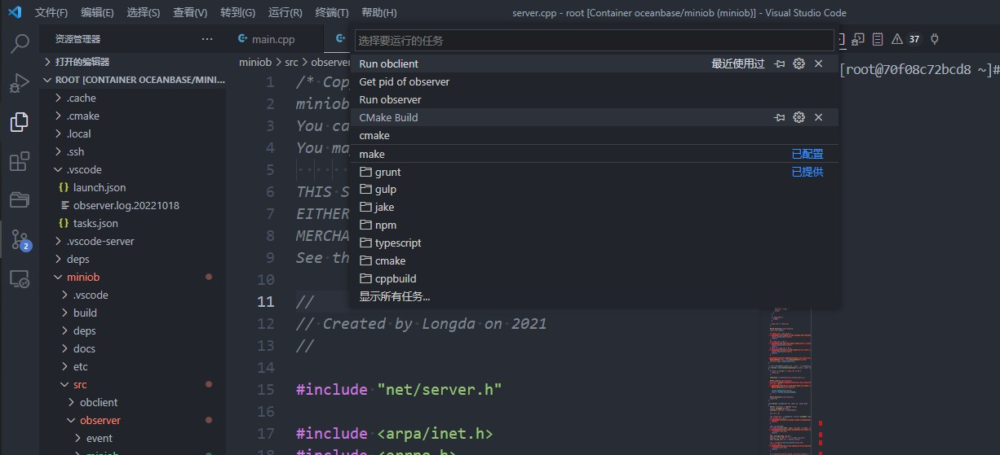 文件(F) 编辑(E) 选择(S) 查看(V) 转到(G) 运行(R) 终端(T) 帮助(H) server.cpp - root [Container oceanbase/miniob (miniob)] - Visual Studio Code
资源管理器 ···
main.cpp
选择要运行的任务
37
打开的编辑器
ROOT [CONTAINER OCEANBASE/MINI...
.cache
.cmake
.local
.ssh
.vscode
launch.json
observer.log.20221018
tasks.json
.vscode-server
deps
miniob
.vscode
build
deps
docs
etc
src
obclient
observer
event
2
miniob > src > observer
Run obclient 最近使用过
Get pid of observer
Run observer
CMake Build
cmake
make 已配置
grunt 已提供
gulp
jake
npm
typescript
cmake
cppbuild
显示所有任务...
[root@70f08c72bcd8 ~]#
1 /* Cop
2 miniob
3 You ca
4 You ma
5
6 THIS S
7 EITHER
8 MERCHA
9 See th
10
11 //
12 // Created by Longda on 2021
13 //
14
15 #include "net/server.h"
16
17 #include <arpa/inet.h>
18 #include <errno.h>